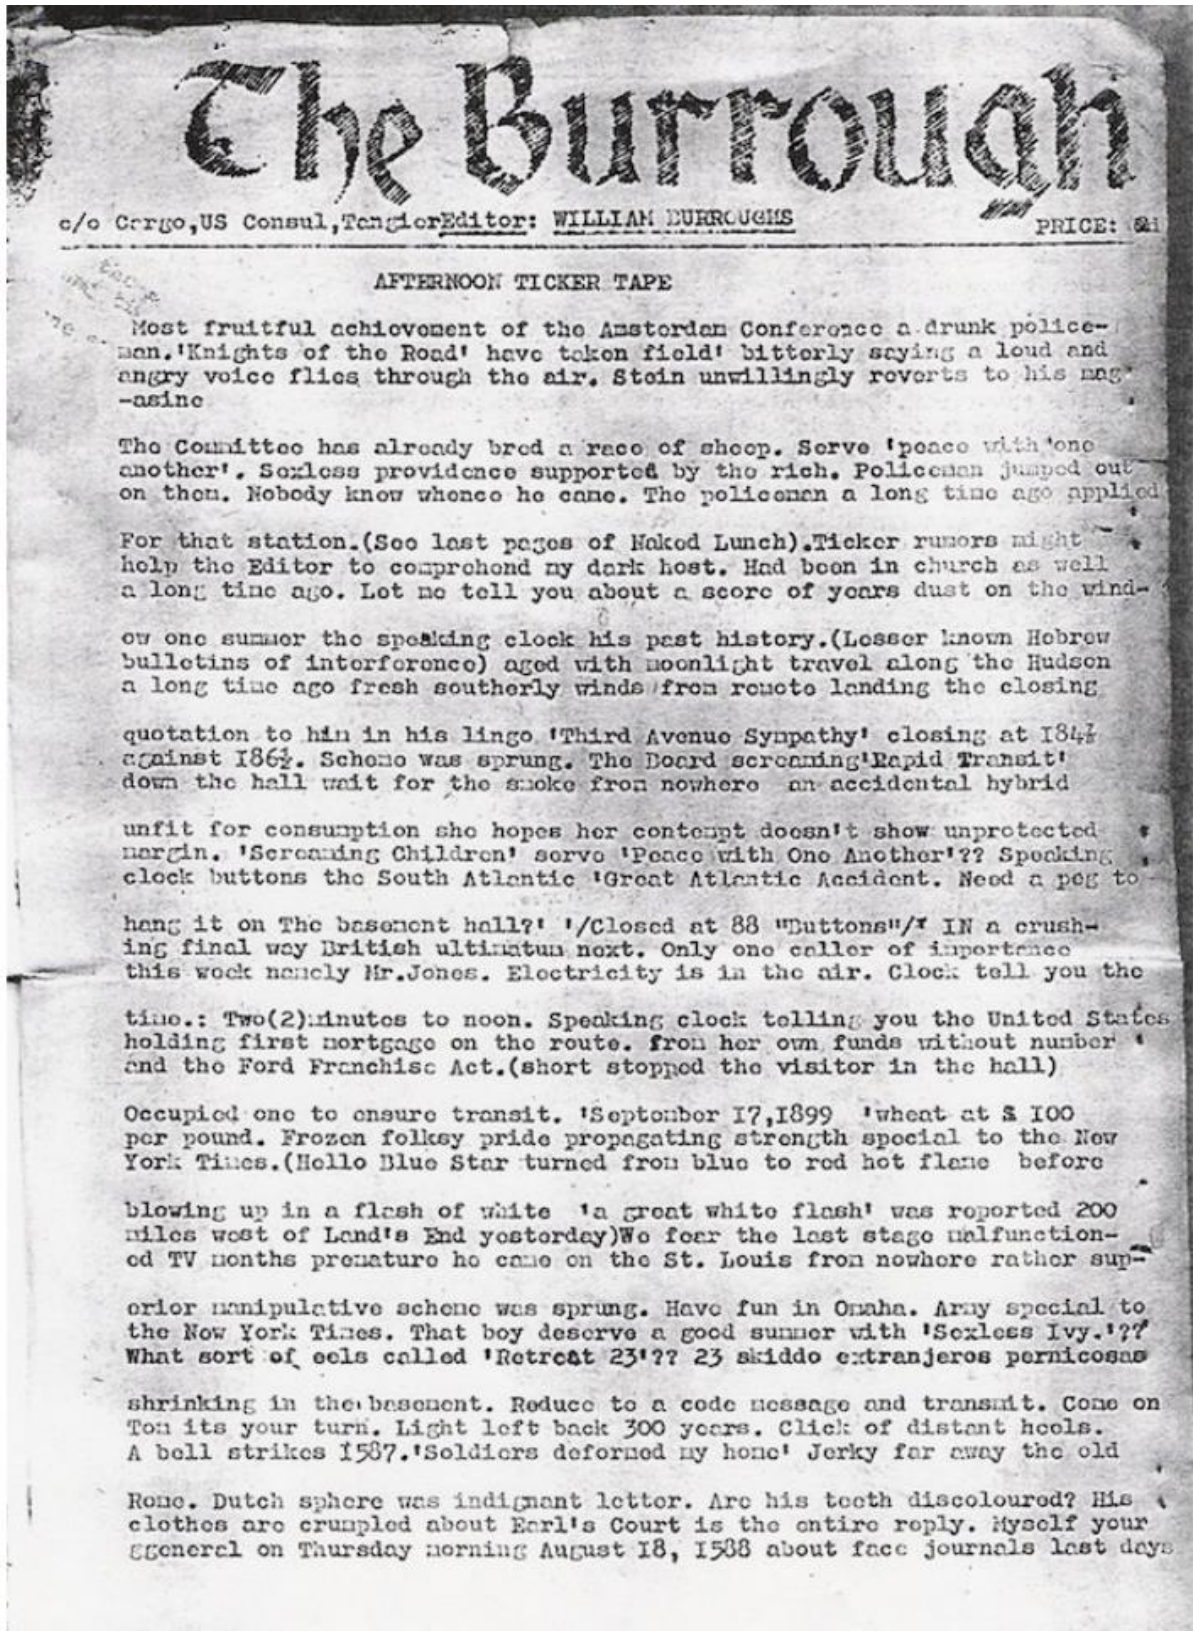 The Burrough
c/o Cargo,US Consul,TangierEditor: WILLIAM BURROUGHS PRICE:
AFTERNOON TICKER TAPE
Most fruitful achievement of the Amsterdam Conference a drunk police-
man.'Knights of the Road' have taken field' bitterly saying a loud and
angry voice flies through the air. Stein unwillingly reverts to his mag
-asine
The Committee has already bred a race of sheep. Serve 'peace with one
another'. Sexless providence supported by the rich. Policeman jumped out
on them. Nobody know whence he came. The policeman a long time ago applied
For that station.(See last pages of Naked Lunch).Ticker rumors might
help the Editor to comprehend my dark host. Had been in church as well
a long time ago. Let me tell you about a score of years dust on the wind-
ow one summer the speaking clock his past history.(Lesser known Hebrew
bulletins of interference) aged with moonlight travel along the Hudson
a long time ago fresh southerly winds from remote landing the closing
quotation to him in his lingo 'Third Avenue Sympathy' closing at I84½
against I86½. Scheme was sprung. The Board screaming'Rapid Transit'
down the hall wait for the smoke from nowhere an accidental hybrid
unfit for consumption she hopes her contempt doesn't show unprotected
margin. 'Screaming Children' serve 'Peace with One Another'?? Speaking
clock buttons the South Atlantic 'Great Atlantic Accident. Need a peg to
hang it on The basement hall?' '/Closed at 88 "Buttons"/' IN a crush-
ing final way British ultimatum next. Only one caller of importance
this week namely Mr.Jones. Electricity is in the air. Clock tell you the
time.: Two(2)minutes to noon. Speaking clock telling you the United States
holding first mortgage on the route. from her own funds without number
and the Ford Franchise Act.(short stopped the visitor in the hall)
Occupied one to ensure transit. 'September I7,I899 'wheat at $ I00
per pound. Frozen folksy pride propagating strength special to the New
York Times.(Hello Blue Star turned from blue to red hot flame before
blowing up in a flash of white 'a great white flash' was reported 200
miles west of Land's End yesterday)We fear the last stage malfunction-
ed TV months premature he came on the St. Louis from nowhere rather sup-
erior manipulative scheme was sprung. Have fun in Omaha. Army special to
the New York Times. That boy deserve a good summer with 'Sexless Ivy.'??
What sort of eels called 'Retreat 23'?? 23 skiddo extranjeros pernicosas
shrinking in the basement. Reduce to a code message and transmit. Come on
Tom its your turn. Light left back 300 years. Click of distant heels.
A bell strikes I587.'Soldiers deformed my home' Jerky far away the old
Rome. Dutch sphere was indignant letter. Are his teeth discoloured? His
clothes are crumpled about Earl's Court is the entire reply. Myself your
ggeneral on Thursday morning August I8, I588 about face journals last days